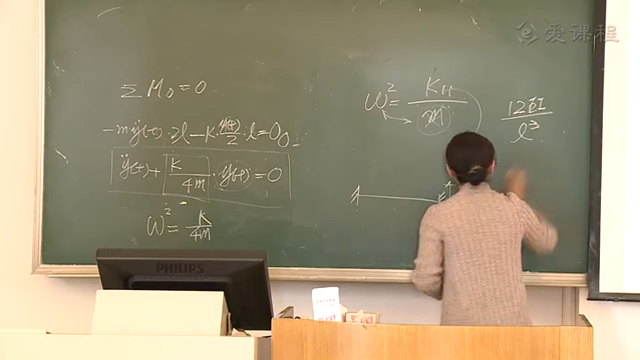 ΣM₀=0
-mÿ(t)·2l-K·y(t)/2·l=0
ÿ(t)+K/4m·y(t)=0
ω²=K/4m
ω²=K₁₁/m
12EI/l³
PHILIPS
爱课程